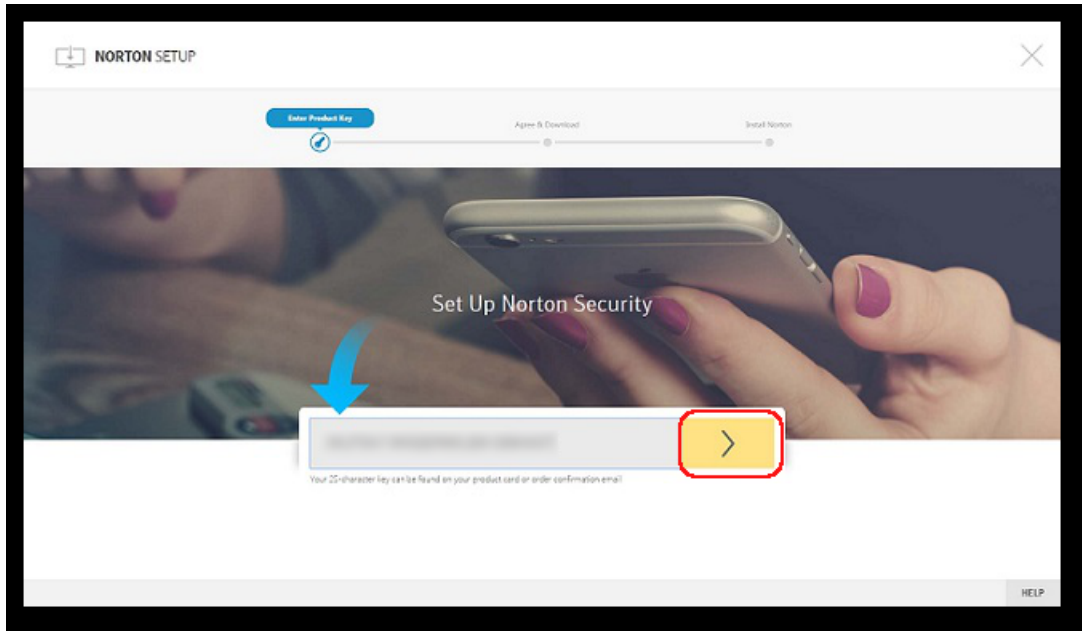 NORTON SETUP
Enter Product Key
Agree & Download
Install Norton
Set Up Norton Security
Your 25-character key can be found on your product card or order confirmation email
HELP